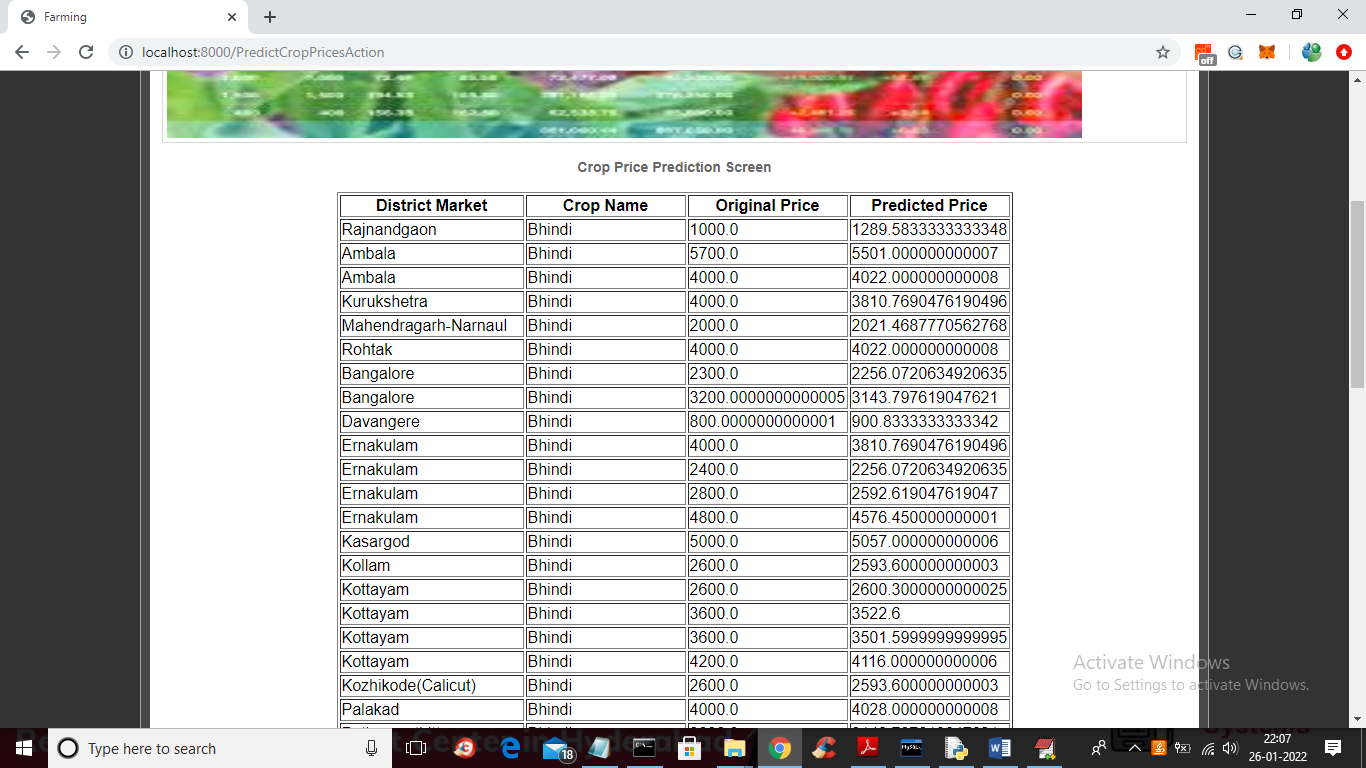 Farming
localhost:8000/PredictCropPricesAction
off
Crop Price Prediction Screen
District Market Crop Name Original Price Predicted Price
Rajnandgaon Bhindi 1000.0 1289.5833333333348
Ambala Bhindi 5700.0 5501.000000000007
Ambala Bhindi 4000.0 4022.000000000008
Kurukshetra Bhindi 4000.0 3810.7690476190496
Mahendragarh-Narnaul Bhindi 2000.0 2021.4687770562768
Rohtak Bhindi 4000.0 4022.000000000008
Bangalore Bhindi 2300.0 2256.0720634920635
Bangalore Bhindi 3200.0000000000005 3143.797619047621
Davangere Bhindi 800.0000000000001 900.8333333333342
Ernakulam Bhindi 4000.0 3810.7690476190496
Ernakulam Bhindi 2400.0 2256.0720634920635
Ernakulam Bhindi 2800.0 2592.619047619047
Ernakulam Bhindi 4800.0 4576.450000000001
Kasargod Bhindi 5000.0 5057.000000000006
Kollam Bhindi 2600.0 2593.600000000003
Kottayam Bhindi 2600.0 2600.3000000000025
Kottayam Bhindi 3600.0 3522.6
Kottayam Bhindi 3600.0 3501.5999999999995
Kottayam Bhindi 4200.0 4116.000000000006
Kozhikode(Calicut) Bhindi 2600.0 2593.600000000003
Palakad Bhindi 4000.0 4028.000000000008
Activate Windows
Go to Settings to activate Windows.
Type here to search
18
22:07
26-01-2022